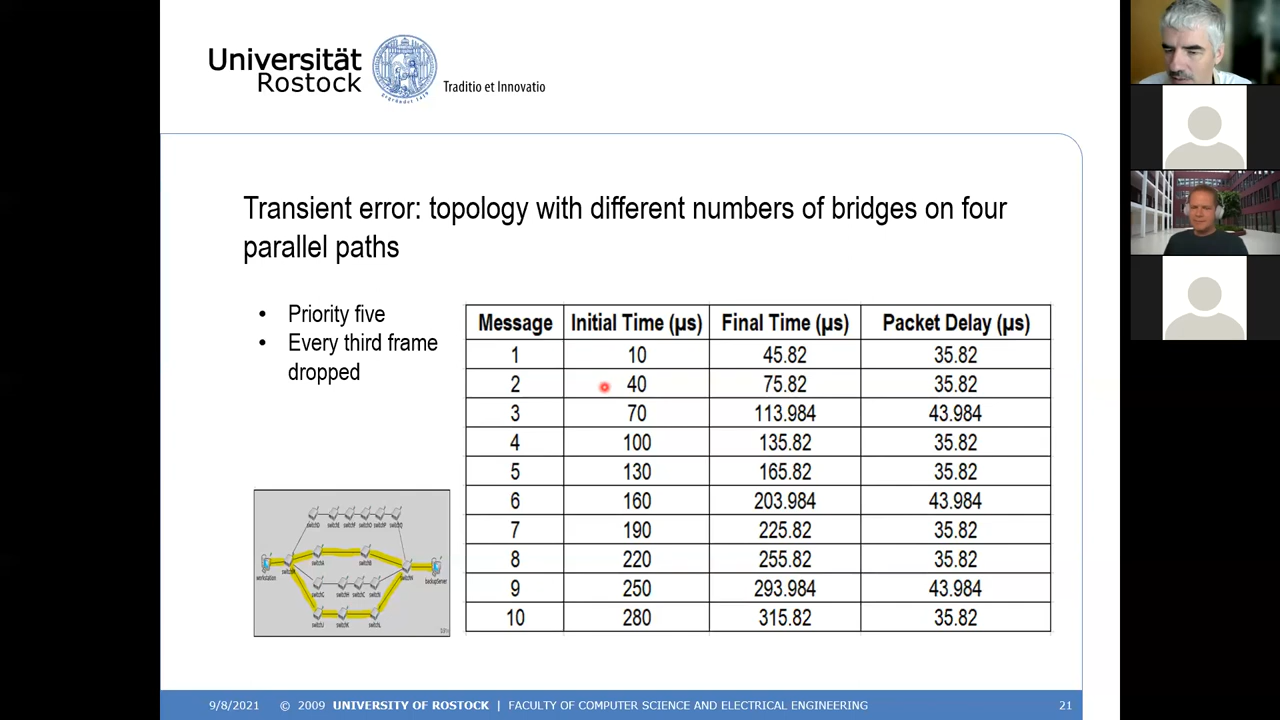 Universität
Rostock
Traditio et Innovatio
Transient error: topology with different numbers of bridges on four
parallel paths
• Priority five
• Every third frame
dropped
Message Initial Time (µs) Final Time (µs) Packet Delay (µs)
1 10 45.82 35.82
2 40 75.82 35.82
3 70 113.984 43.984
4 100 135.82 35.82
5 130 165.82 35.82
6 160 203.984 43.984
7 190 225.82 35.82
8 220 255.82 35.82
9 250 293.984 43.984
10 280 315.82 35.82
workstation
backupServer
9/8/2021 © 2009 UNIVERSITY OF ROSTOCK | FACULTY OF COMPUTER SCIENCE AND ELECTRICAL ENGINEERING 21